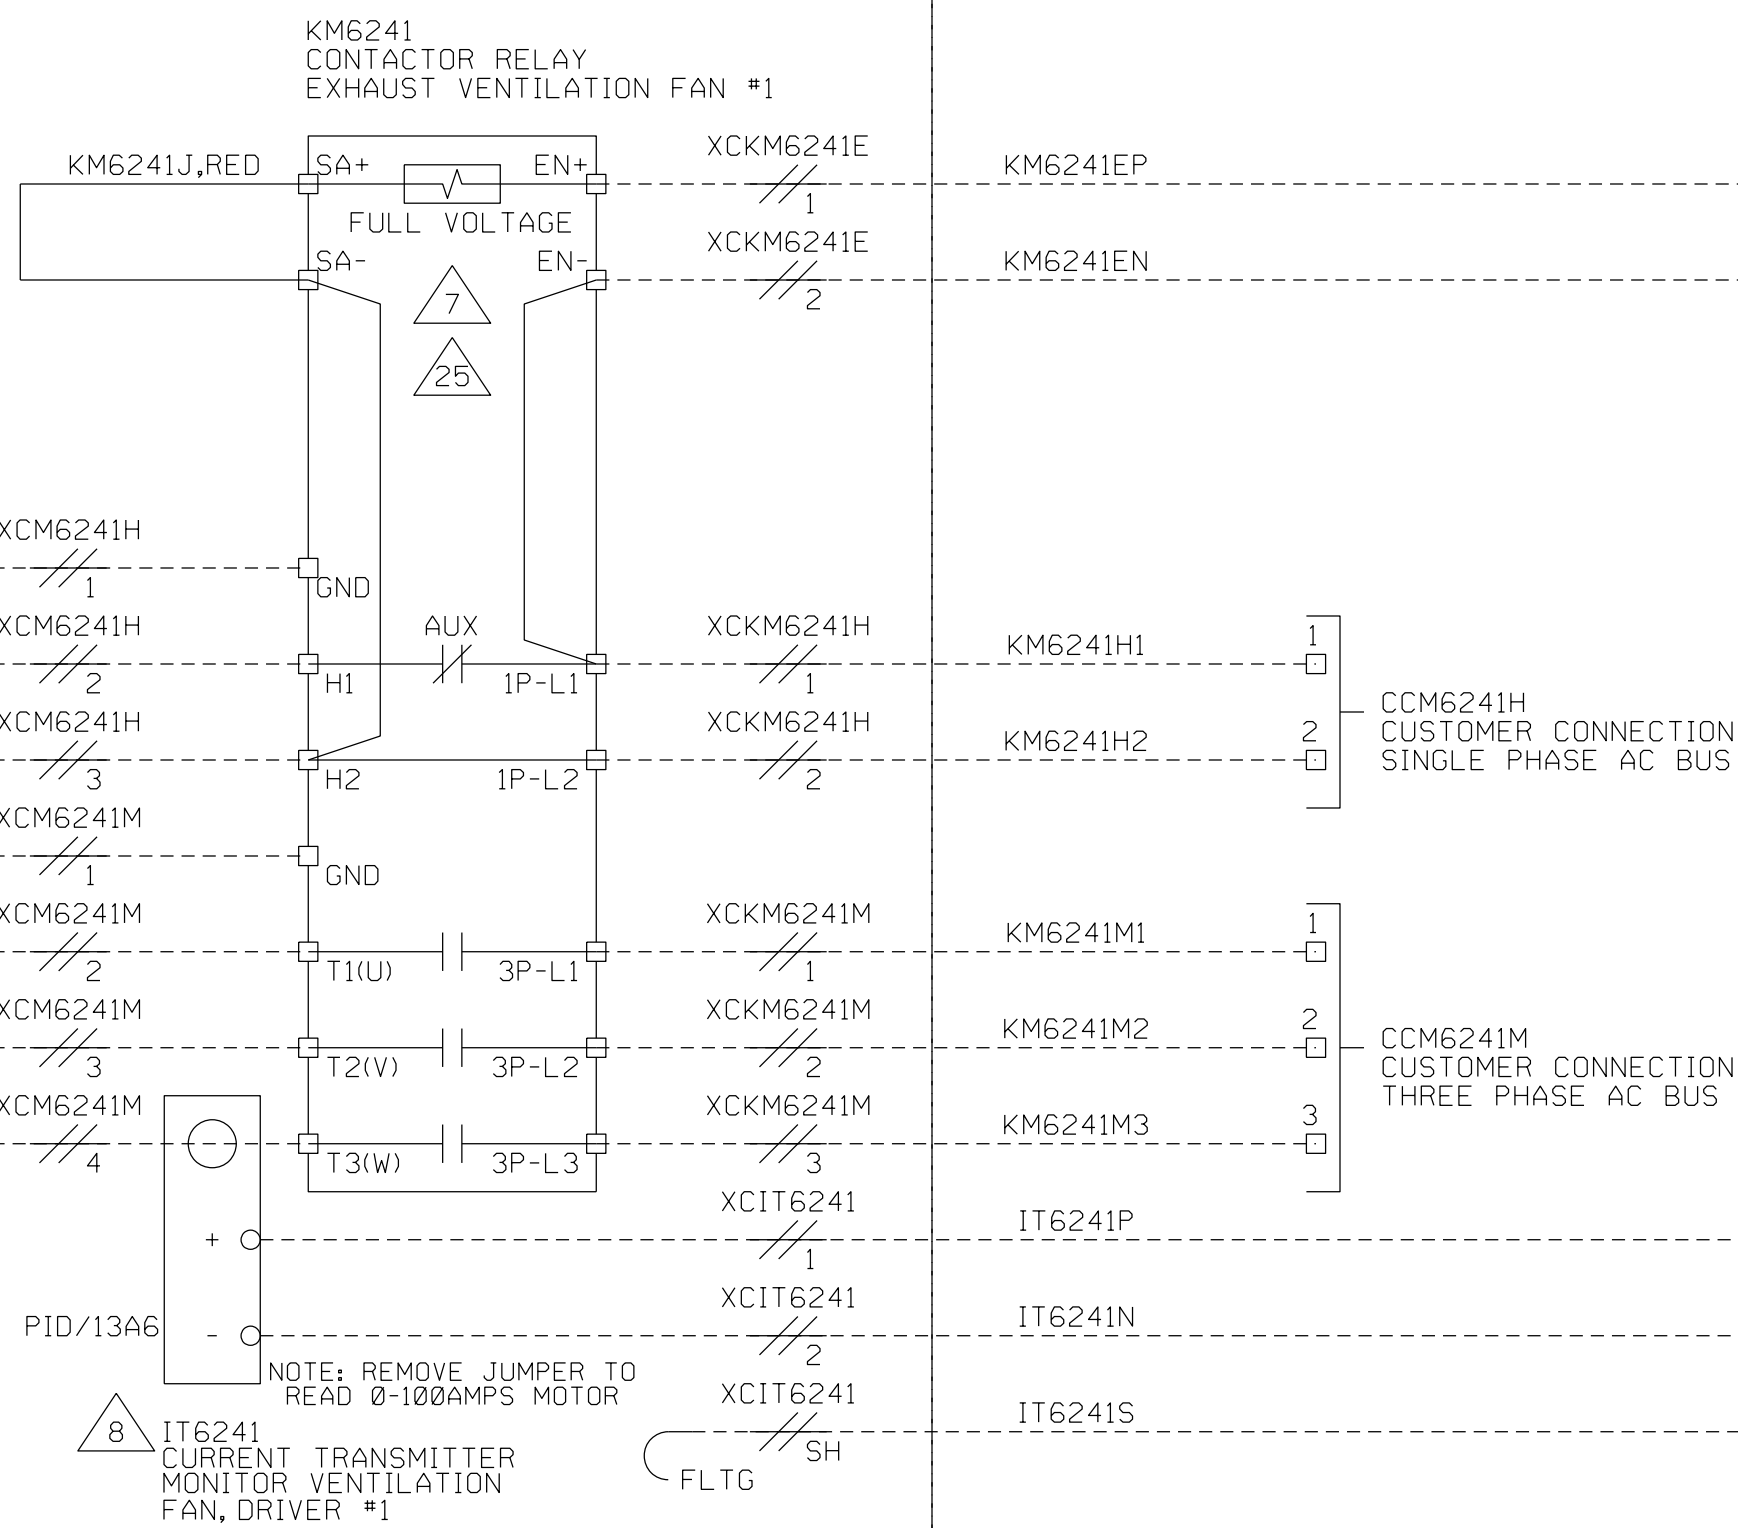 KM6241
CONTACTOR RELAY
EXHAUST VENTILATION FAN #1
XCKM6241E
KM6241J,RED
SA+
EN+
KM6241EP
1
FULL VOLTAGE
XCKM6241E
SA-
EN-
KM6241EN
7
2
25
XCM6241H
1
GND
XCM6241H
AUX
XCKM6241H
1
KM6241H1
2
H1
1P-L1
1
XCM6241H
XCKM6241H
2
KM6241H2
CCM6241H
CUSTOMER CONNECTION
SINGLE PHASE AC BUS
3
H2
1P-L2
2
XCM6241M
1
GND
XCM6241M
XCKM6241M
1
KM6241M1
2
T1(U)
3P-L1
1
XCM6241M
XCKM6241M
2
KM6241M2
CCM6241M
CUSTOMER CONNECTION
THREE PHASE AC BUS
3
T2(V)
3P-L2
2
XCM6241M
XCKM6241M
3
KM6241M3
4
T3(W)
3P-L3
3
XCIT6241
IT6241P
+
1
XCIT6241
IT6241N
PID/13A6
-
2
NOTE: REMOVE JUMPER TO
READ 0-100AMPS MOTOR
XCIT6241
IT6241S
8
SH
FLTG
IT6241
CURRENT TRANSMITTER
MONITOR VENTILATION
FAN, DRIVER #1